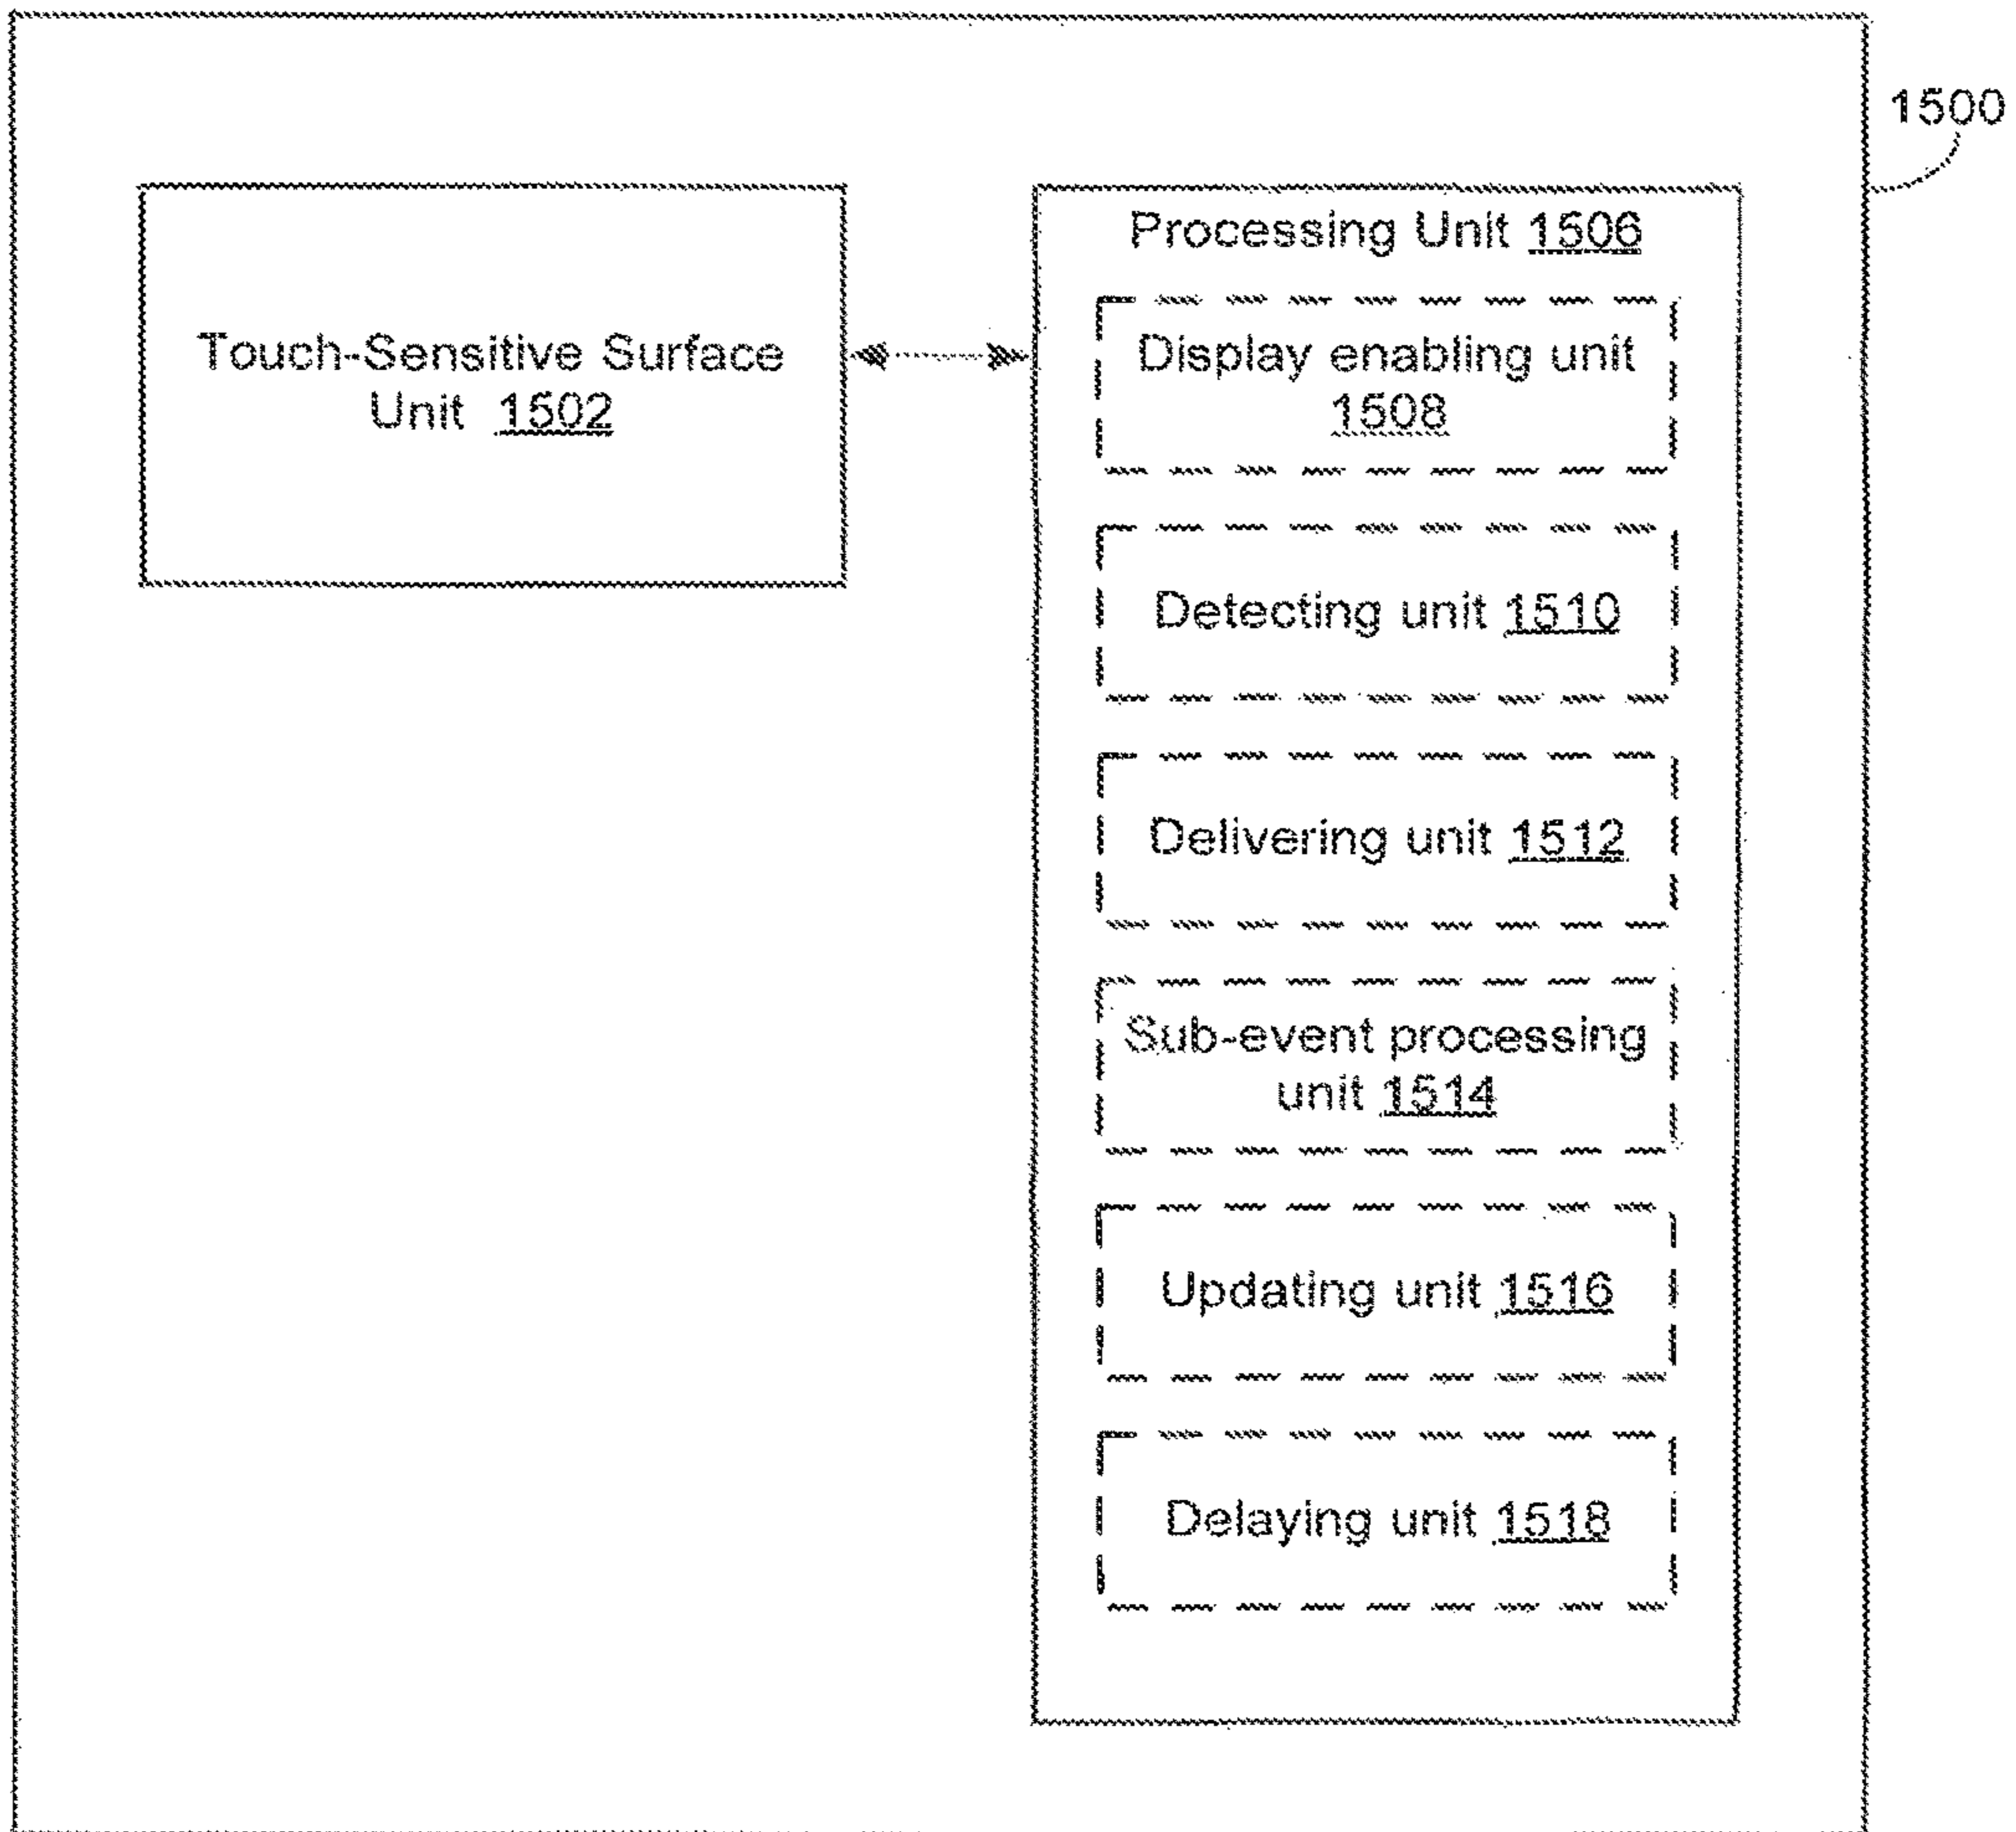 1500
Processing Unit 1506
Touch-Sensitive Surface
Unit 1502
Display enabling unit
1508
Detecting unit 1510
Delivering unit 1512
Sub-event processing
unit 1514
Updating unit 1516
Delaying unit 1518